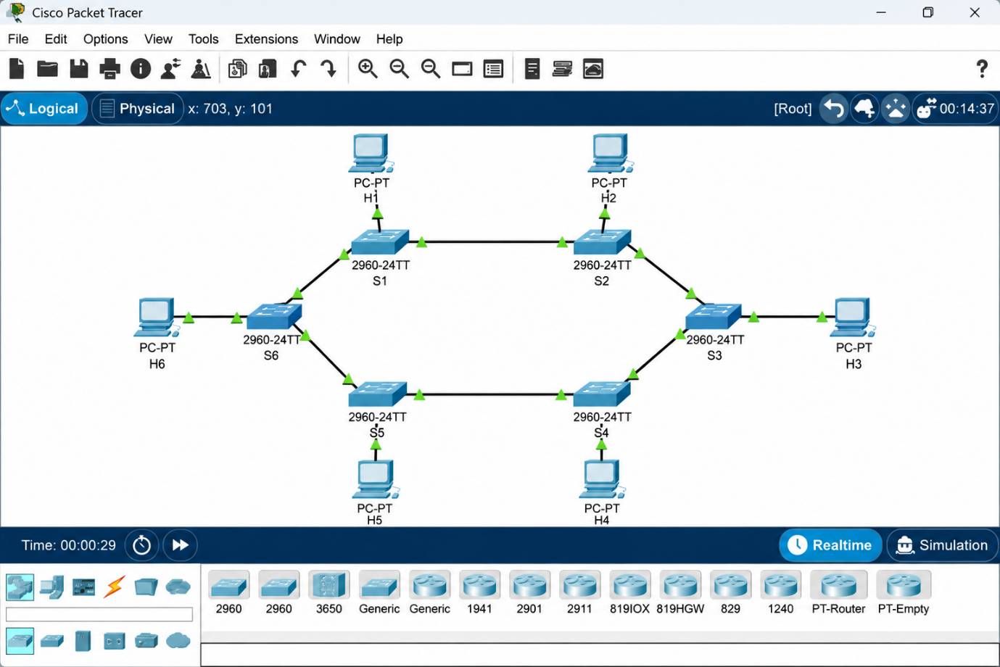 Cisco Packet Tracer
File Edit Options View Tools Extensions Window Help
Logical Physical x: 703, y: 101 [Root] 00:14:37
PC-PT
H1
PC-PT
H2
2960-24TT
S1
2960-24TT
S2
PC-PT
H6
2960-24TT
S6
2960-24TT
S3
PC-PT
H3
2960-24TT
S5
2960-24TT
S4
PC-PT
H5
PC-PT
H4
Time: 00:00:29 Realtime Simulation
2960 2960 3650 Generic Generic 1941 2901 2911 819IOX 819HGW 829 1240 PT-Router PT-Empty